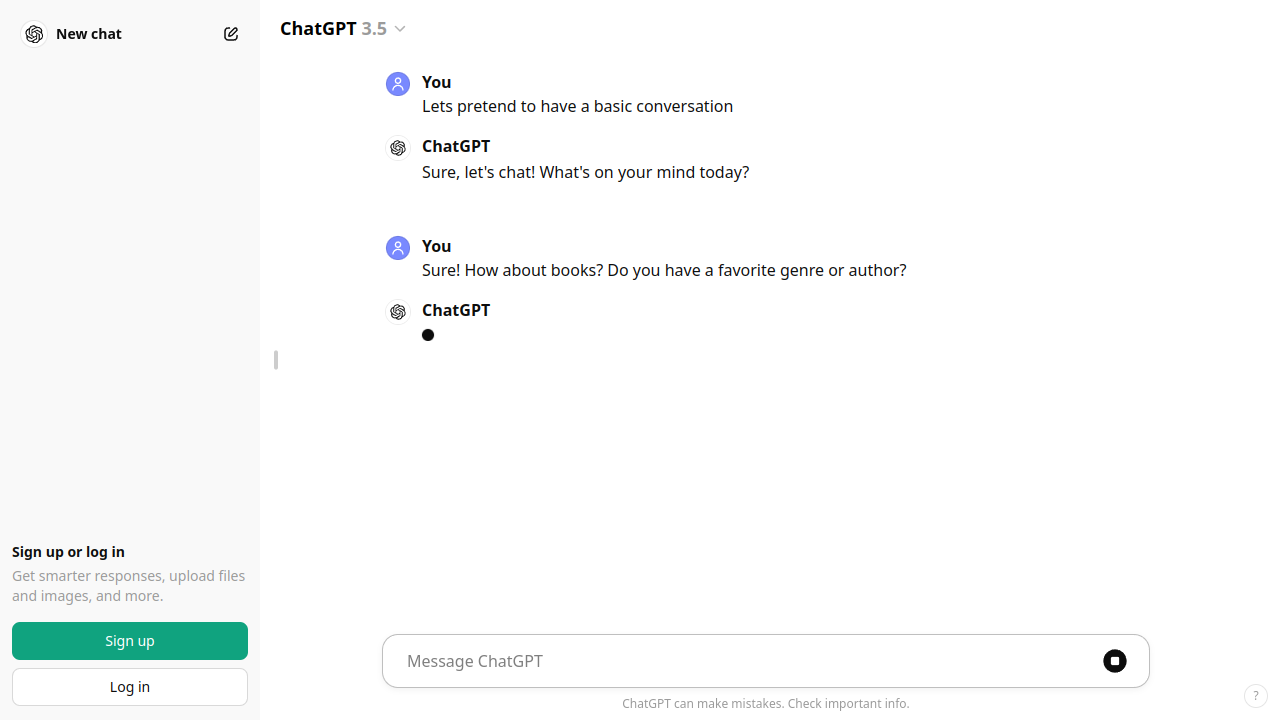 New chat
ChatGPT 3.5
You
Lets pretend to have a basic conversation
ChatGPT
Sure, let's chat! What's on your mind today?
You
Sure! How about books? Do you have a favorite genre or author?
ChatGPT
Sign up or log in
Get smarter responses, upload files
and images, and more.
Sign up
Log in
Message ChatGPT
ChatGPT can make mistakes. Check important info.
?